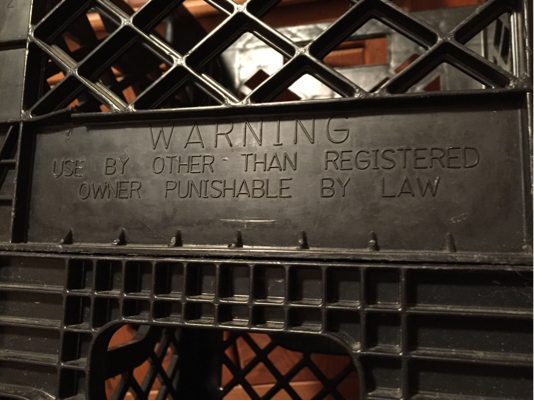 WARNING
USE BY OTHER THAN REGISTERED
OWNER PUNISHABLE BY LAW